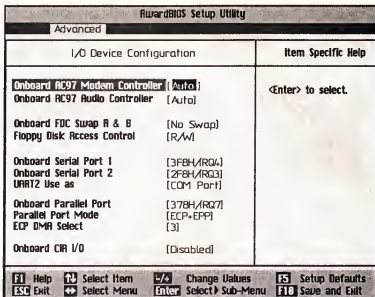 AwardBIOS Setup Utility
Advanced
I/O Device Configuration
Item Specific Help
Onboard AC97 Modem Controller [Auto]
Onboard AC97 Audio Controller [Auto]
<Enter> to select.
Onboard FDC Swap A & B [No Swap]
Floppy Disk Access Control [R/W]
Onboard Serial Port 1 [3F8H/IRQ4]
Onboard Serial Port 2 [2F8H/IRQ3]
UART2 Use as [COM Port]
Onboard Parallel Port [378H/IRQ7]
Parallel Port Mode [ECP+EPP]
ECP DMA Select [3]
Onboard CIR I/O [Disabled]
F1 Help ↑↓ Select Item -/+ Change Values F5 Setup Defaults
ESC Exit ↔ Select Menu Enter Select ▸ Sub-Menu F10 Save and Exit